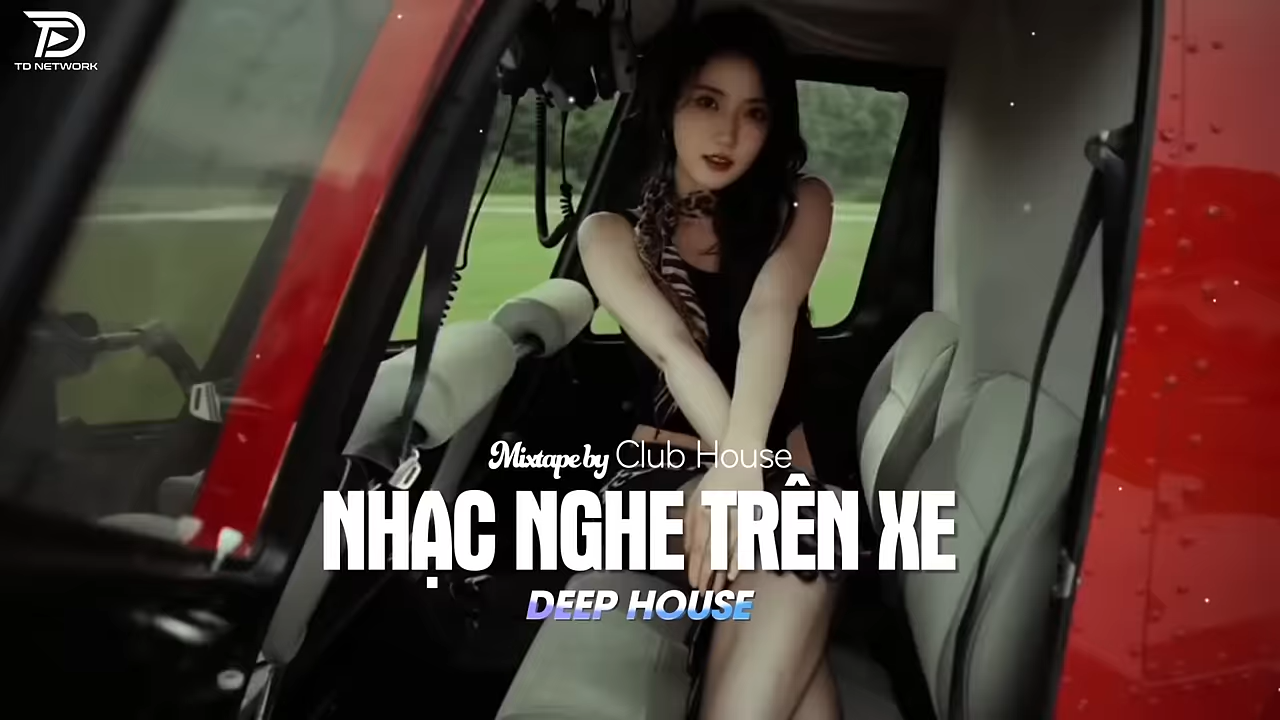 TD NETWORK
Mixtape by Club House
NHẠC NGHE TRÊN XE
DEEP HOUSE